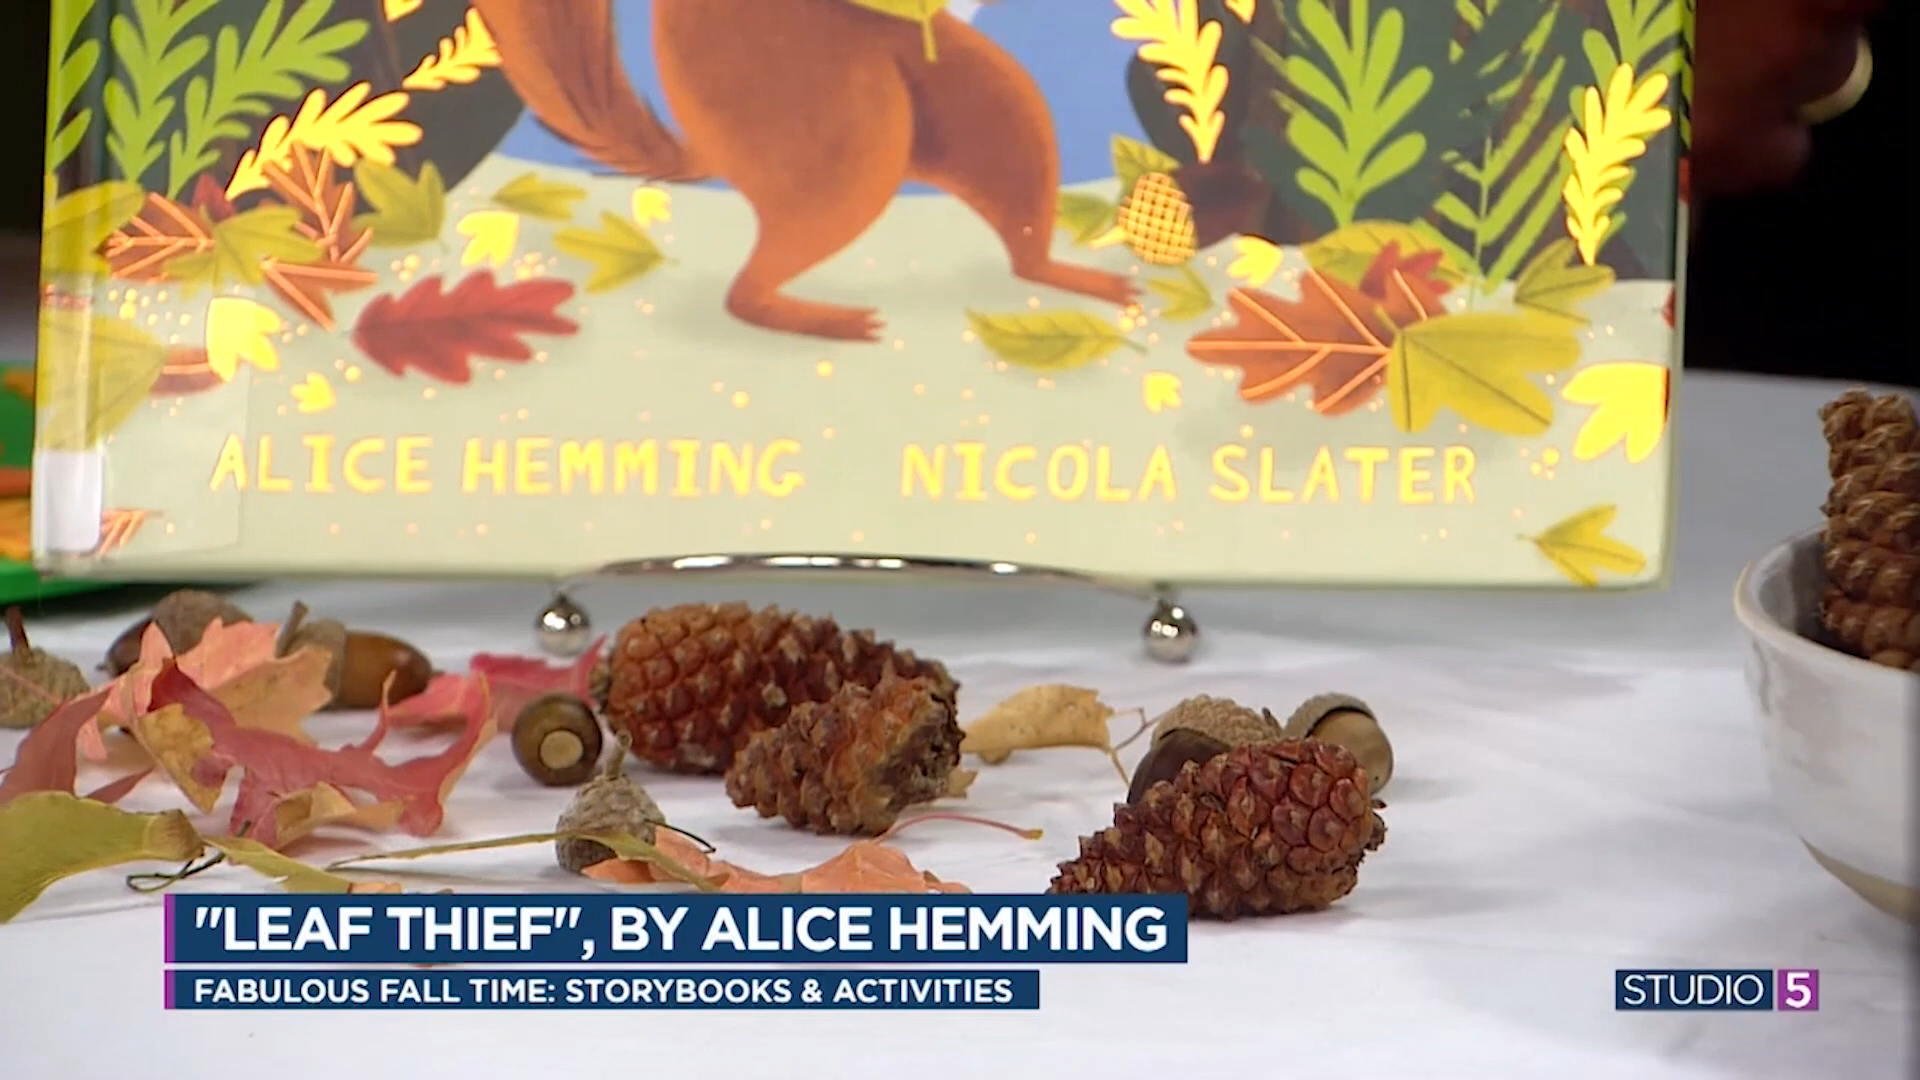 ALICE HEMMING NICOLA SLATER
"LEAF THIEF", BY ALICE HEMMING
FABULOUS FALL TIME: STORYBOOKS & ACTIVITIES
STUDIO 5